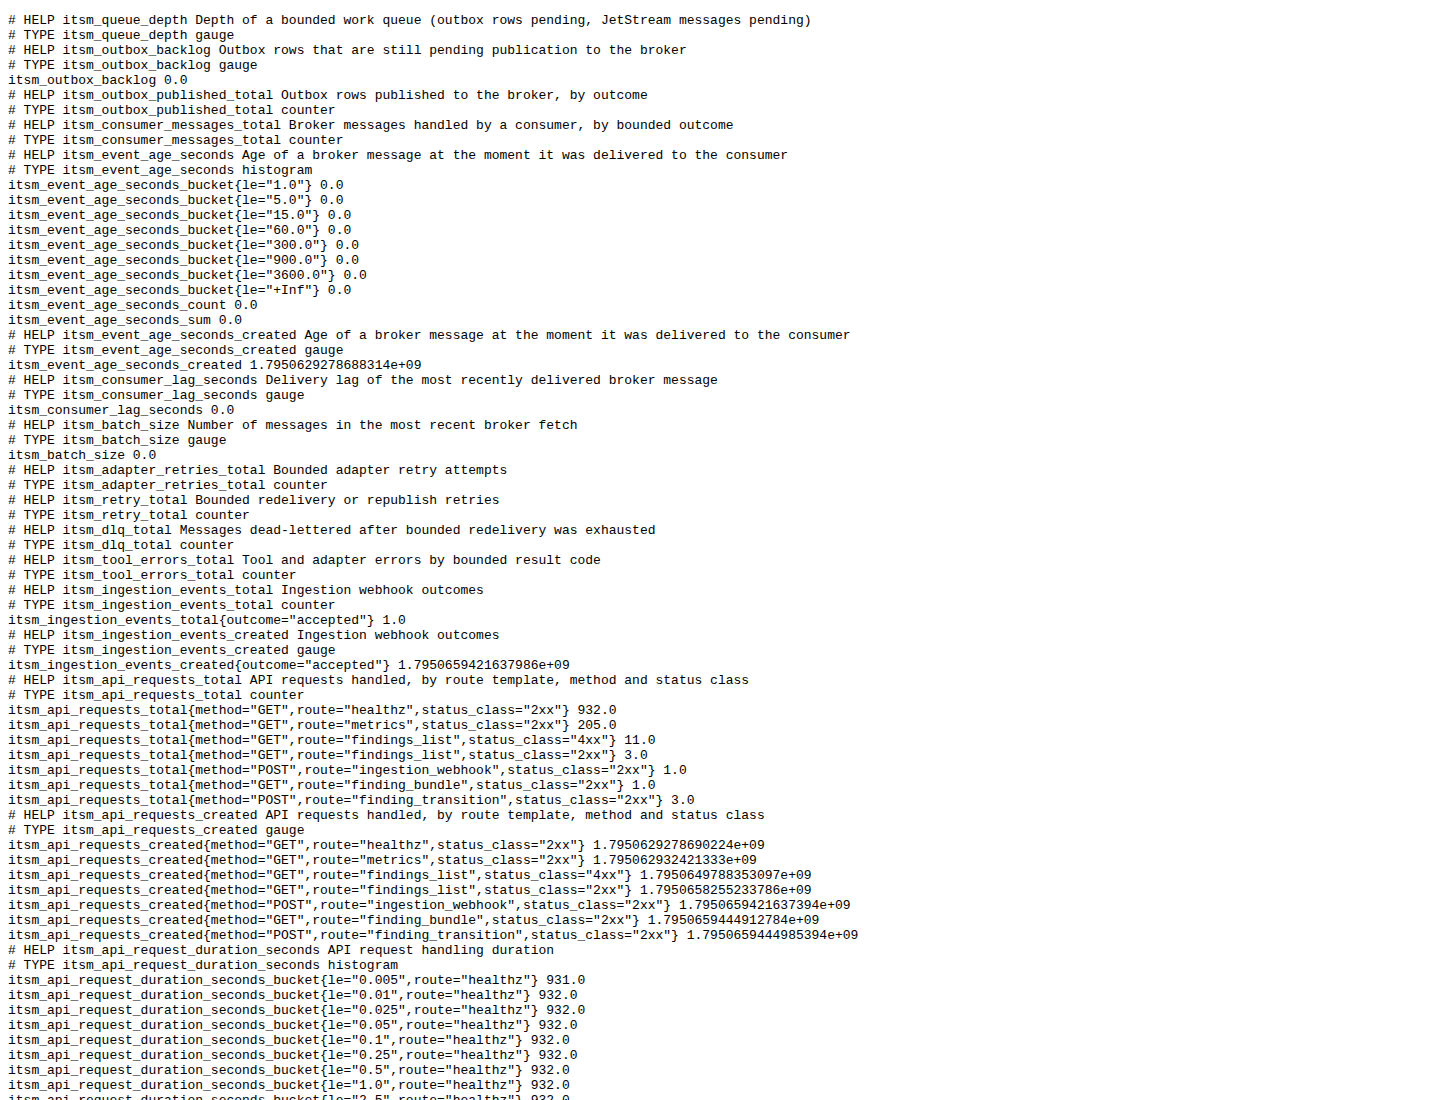 # HELP itsm_queue_depth Depth of a bounded work queue (outbox rows pending, JetStream messages pending)
# TYPE itsm_queue_depth gauge
# HELP itsm_outbox_backlog Outbox rows that are still pending publication to the broker
# TYPE itsm_outbox_backlog gauge
itsm_outbox_backlog 0.0
# HELP itsm_outbox_published_total Outbox rows published to the broker, by outcome
# TYPE itsm_outbox_published_total counter
# HELP itsm_consumer_messages_total Broker messages handled by a consumer, by bounded outcome
# TYPE itsm_consumer_messages_total counter
# HELP itsm_event_age_seconds Age of a broker message at the moment it was delivered to the consumer
# TYPE itsm_event_age_seconds histogram
itsm_event_age_seconds_bucket{le="1.0"} 0.0
itsm_event_age_seconds_bucket{le="5.0"} 0.0
itsm_event_age_seconds_bucket{le="15.0"} 0.0
itsm_event_age_seconds_bucket{le="60.0"} 0.0
itsm_event_age_seconds_bucket{le="300.0"} 0.0
itsm_event_age_seconds_bucket{le="900.0"} 0.0
itsm_event_age_seconds_bucket{le="3600.0"} 0.0
itsm_event_age_seconds_bucket{le="+Inf"} 0.0
itsm_event_age_seconds_count 0.0
itsm_event_age_seconds_sum 0.0
# HELP itsm_event_age_seconds_created Age of a broker message at the moment it was delivered to the consumer
# TYPE itsm_event_age_seconds_created gauge
itsm_event_age_seconds_created 1.7950629278688314e+09
# HELP itsm_consumer_lag_seconds Delivery lag of the most recently delivered broker message
# TYPE itsm_consumer_lag_seconds gauge
itsm_consumer_lag_seconds 0.0
# HELP itsm_batch_size Number of messages in the most recent broker fetch
# TYPE itsm_batch_size gauge
itsm_batch_size 0.0
# HELP itsm_adapter_retries_total Bounded adapter retry attempts
# TYPE itsm_adapter_retries_total counter
# HELP itsm_retry_total Bounded redelivery or republish retries
# TYPE itsm_retry_total counter
# HELP itsm_dlq_total Messages dead-lettered after bounded redelivery was exhausted
# TYPE itsm_dlq_total counter
# HELP itsm_tool_errors_total Tool and adapter errors by bounded result code
# TYPE itsm_tool_errors_total counter
# HELP itsm_ingestion_events_total Ingestion webhook outcomes
# TYPE itsm_ingestion_events_total counter
itsm_ingestion_events_total{outcome="accepted"} 1.0
# HELP itsm_ingestion_events_created Ingestion webhook outcomes
# TYPE itsm_ingestion_events_created gauge
itsm_ingestion_events_created{outcome="accepted"} 1.7950659421637986e+09
# HELP itsm_api_requests_total API requests handled, by route template, method and status class
# TYPE itsm_api_requests_total counter
itsm_api_requests_total{method="GET",route="healthz",status_class="2xx"} 932.0
itsm_api_requests_total{method="GET",route="metrics",status_class="2xx"} 205.0
itsm_api_requests_total{method="GET",route="findings_list",status_class="4xx"} 11.0
itsm_api_requests_total{method="GET",route="findings_list",status_class="2xx"} 3.0
itsm_api_requests_total{method="POST",route="ingestion_webhook",status_class="2xx"} 1.0
itsm_api_requests_total{method="GET",route="finding_bundle",status_class="2xx"} 1.0
itsm_api_requests_total{method="POST",route="finding_transition",status_class="2xx"} 3.0
# HELP itsm_api_requests_created API requests handled, by route template, method and status class
# TYPE itsm_api_requests_created gauge
itsm_api_requests_created{method="GET",route="healthz",status_class="2xx"} 1.7950629278690224e+09
itsm_api_requests_created{method="GET",route="metrics",status_class="2xx"} 1.795062932421333e+09
itsm_api_requests_created{method="GET",route="findings_list",status_class="4xx"} 1.7950649788353097e+09
itsm_api_requests_created{method="GET",route="findings_list",status_class="2xx"} 1.7950658255233786e+09
itsm_api_requests_created{method="POST",route="ingestion_webhook",status_class="2xx"} 1.7950659421637394e+09
itsm_api_requests_created{method="GET",route="finding_bundle",status_class="2xx"} 1.7950659444912784e+09
itsm_api_requests_created{method="POST",route="finding_transition",status_class="2xx"} 1.7950659444985394e+09
# HELP itsm_api_request_duration_seconds API request handling duration
# TYPE itsm_api_request_duration_seconds histogram
itsm_api_request_duration_seconds_bucket{le="0.005",route="healthz"} 931.0
itsm_api_request_duration_seconds_bucket{le="0.01",route="healthz"} 932.0
itsm_api_request_duration_seconds_bucket{le="0.025",route="healthz"} 932.0
itsm_api_request_duration_seconds_bucket{le="0.05",route="healthz"} 932.0
itsm_api_request_duration_seconds_bucket{le="0.1",route="healthz"} 932.0
itsm_api_request_duration_seconds_bucket{le="0.25",route="healthz"} 932.0
itsm_api_request_duration_seconds_bucket{le="0.5",route="healthz"} 932.0
itsm_api_request_duration_seconds_bucket{le="1.0",route="healthz"} 932.0
itsm_api_request_duration_seconds_bucket{le="2.5",route="healthz"} 932.0